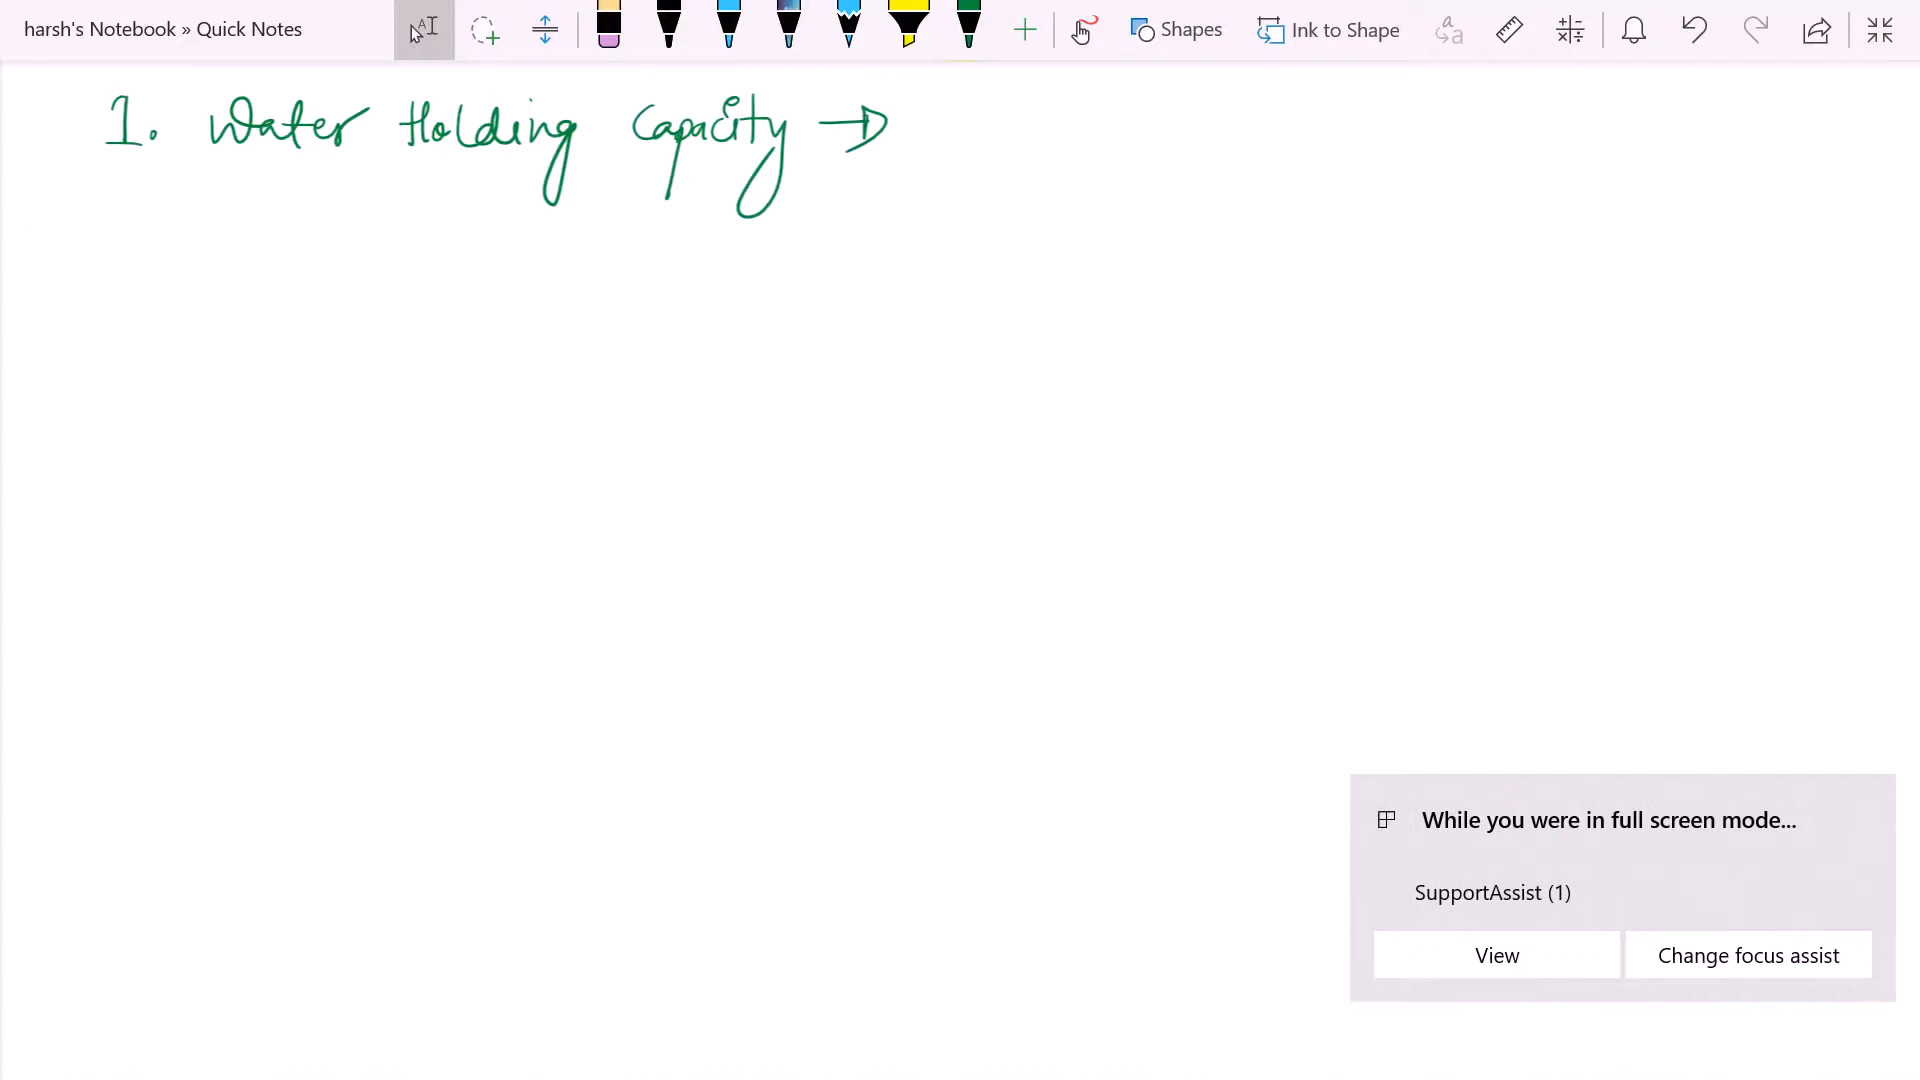 harsh's Notebook » Quick Notes
Shapes
Ink to Shape
1. Water Holding Capacity →
While you were in full screen mode...
SupportAssist (1)
View
Change focus assist